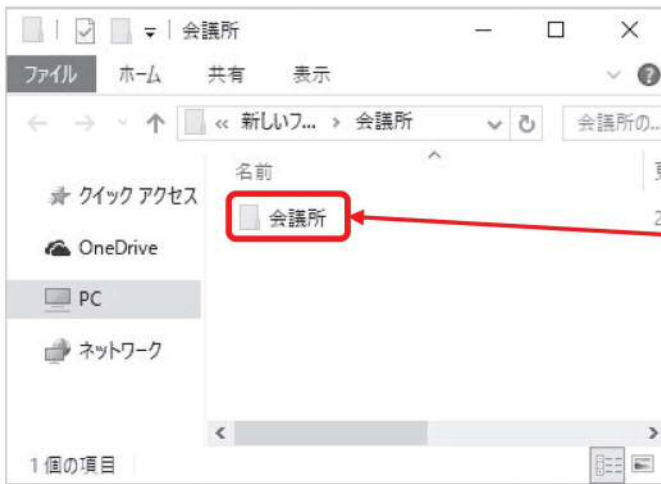 会議所
ファイル ホーム 共有 表示
« 新しいフ... › 会議所 会議所の...
名前
クイック アクセス
会議所
OneDrive
PC
ネットワーク
1 個の項目